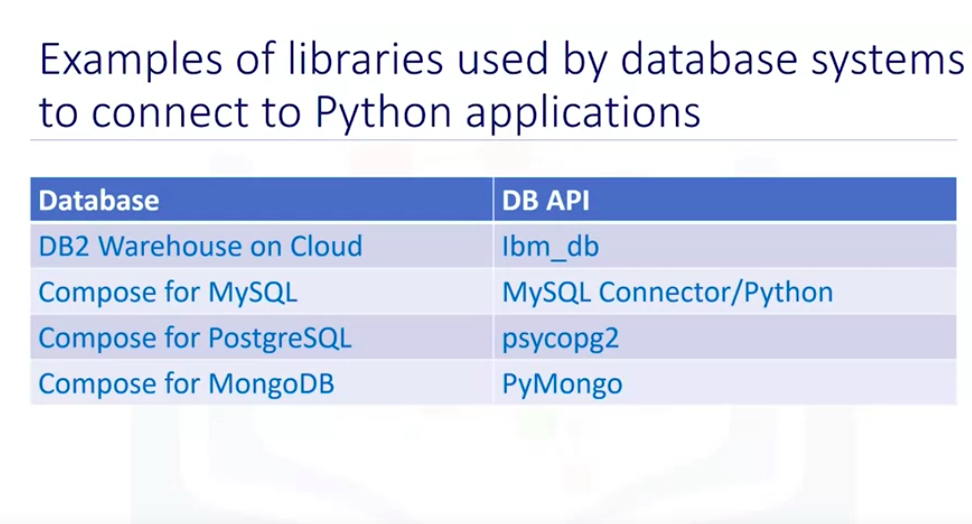 Examples of libraries used by database systems
to connect to Python applications
Database DB API
DB2 Warehouse on Cloud Ibm_db
Compose for MySQL MySQL Connector/Python
Compose for PostgreSQL psycopg2
Compose for MongoDB PyMongo